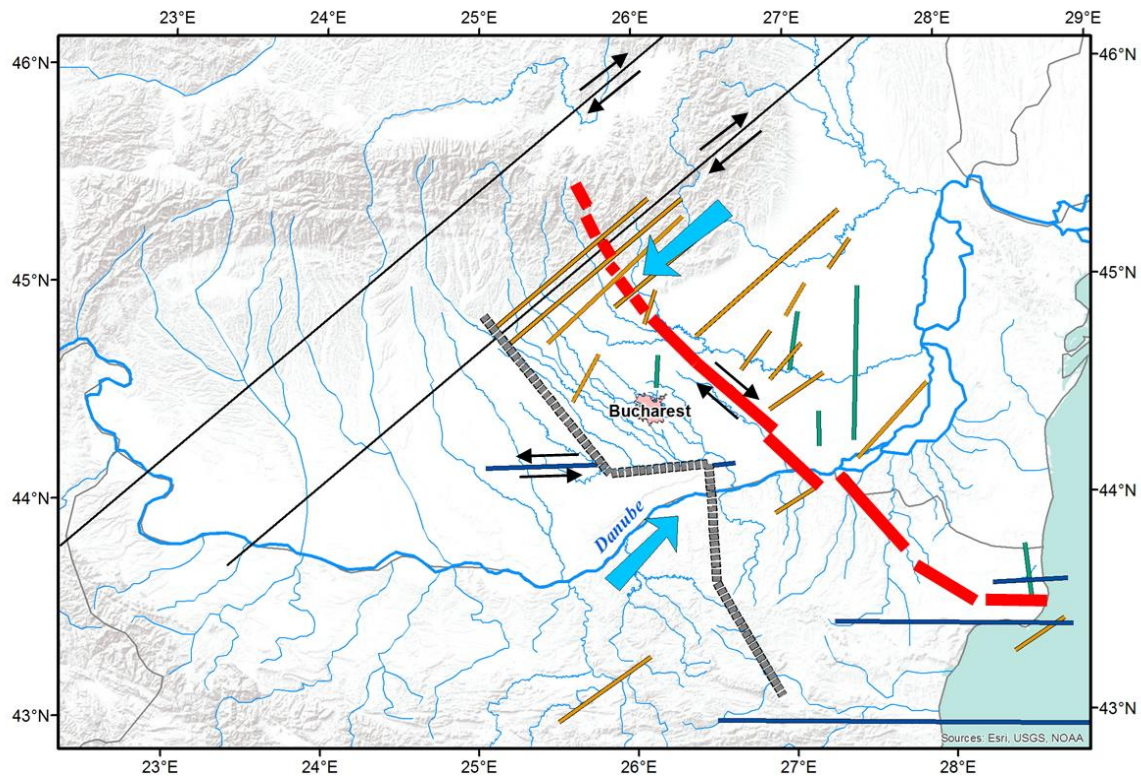 23°E 24°E 25°E 26°E 27°E 28°E 29°E
46°N 46°N
45°N 45°N
Bucharest
44°N 44°N
Danube
43°N 43°N
Sources: Esri, USGS, NOAA
23°E 24°E 25°E 26°E 27°E 28°E